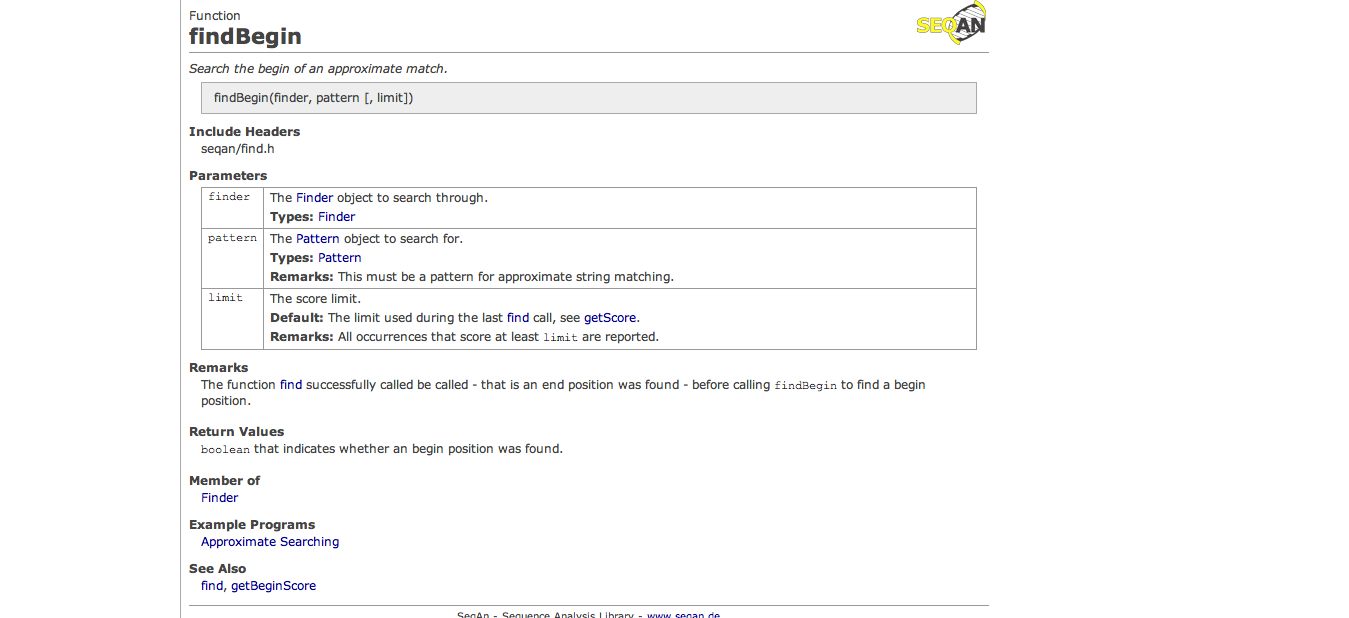 Function
findBegin
SEQAN
Search the begin of an approximate match.
findBegin(finder, pattern [, limit])
Include Headers
seqan/find.h
Parameters
finder
The Finder object to search through.
Types: Finder
pattern
The Pattern object to search for.
Types: Pattern
Remarks: This must be a pattern for approximate string matching.
limit
The score limit.
Default: The limit used during the last find call, see getScore.
Remarks: All occurrences that score at least limit are reported.
Remarks
The function find successfully called be called - that is an end position was found - before calling findBegin to find a begin
position.
Return Values
boolean that indicates whether an begin position was found.
Member of
Finder
Example Programs
Approximate Searching
See Also
find, getBeginScore
SeqAn - Sequence Analysis Library - www.seqan.de